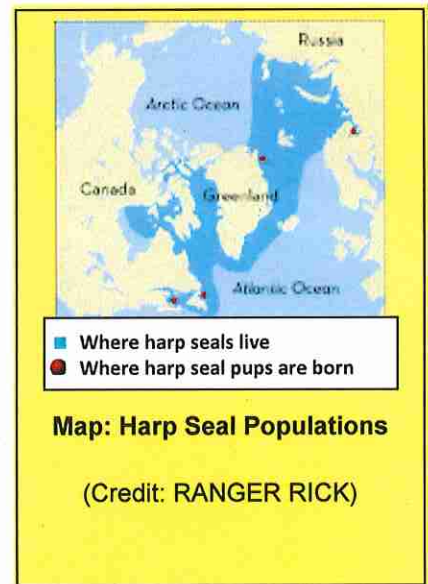 Russia
Arctic Ocean
Canada
Greenland
Atlantic Ocean
Where harp seals live
Where harp seal pups are born
Map: Harp Seal Populations
(Credit: RANGER RICK)